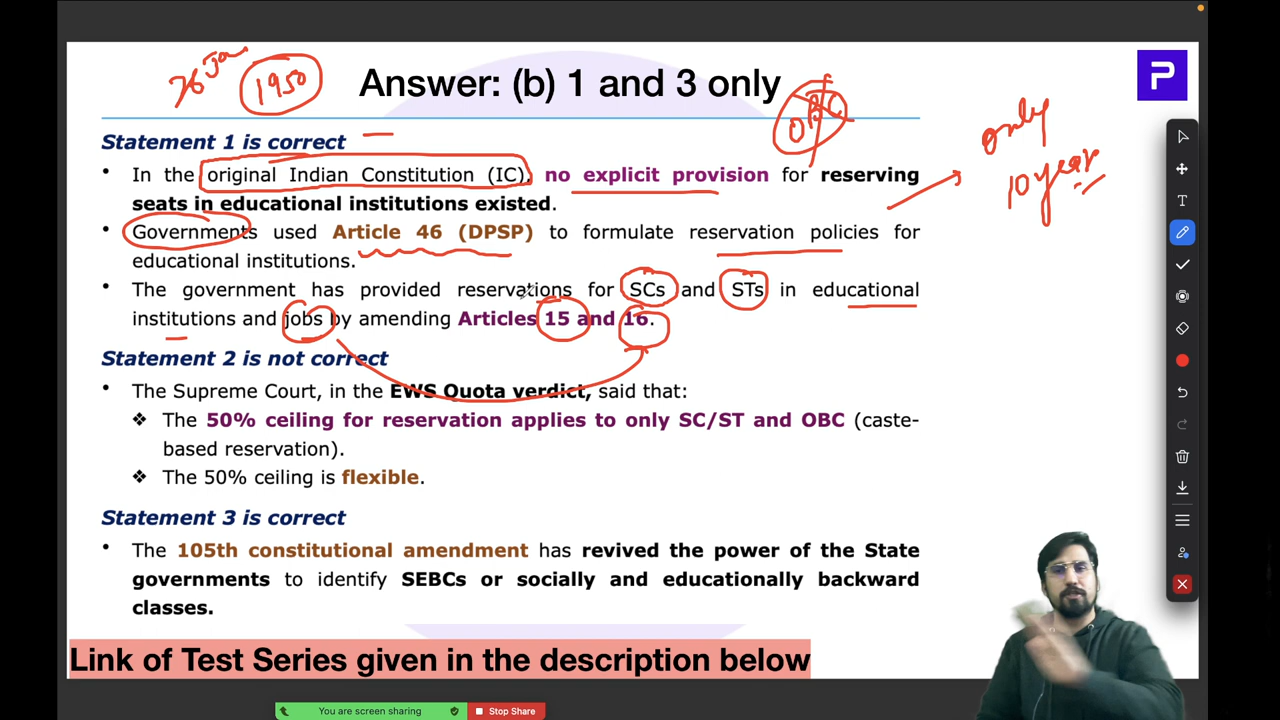 26 Jan
1950
Answer: (b) 1 and 3 only
P
OBC
only
10 year
Statement 1 is correct
• In the original Indian Constitution (IC), no explicit provision for reserving
seats in educational institutions existed.
• Governments used Article 46 (DPSP) to formulate reservation policies for
educational institutions.
• The government has provided reservations for SCs and STs in educational
institutions and jobs by amending Articles 15 and 16.
Statement 2 is not correct
• The Supreme Court, in the EWS Quota verdict, said that:
❖ The 50% ceiling for reservation applies to only SC/ST and OBC (caste-
based reservation).
❖ The 50% ceiling is flexible.
Statement 3 is correct
• The 105th constitutional amendment has revived the power of the State
governments to identify SEBCs or socially and educationally backward
classes.
Link of Test Series given in the description below
You are screen sharing
Stop Share
T